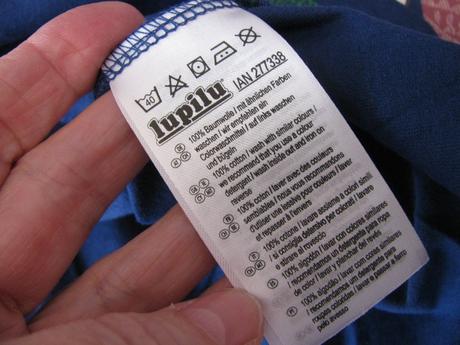 40
lupilu
IAN 277338
100% Baumwolle / mit ähnlichen Farben
waschen / wir empfehlen ein
Colorwaschmittel / auf links waschen
und bügeln
100% cotton / wash with similar colours /
we recommend that you use a colour
detergent / wash inside out and iron on
reverse
100% coton / laver avec des couleurs
semblables / nous vous recommandons
d'utiliser une lessive pour couleur / laver
et repasser à l'envers
100% cotone / lavare assieme a colori simili
/ si consiglia detersivo per colorati / lavare
e stirare al rovescio
100% algodón / lavar con colores similares
/ recomendamos un detergente para ropa
de color / lavar y planchar del revés
100% algodão / lavar com cores similares
/ recomendamos um detergente para
roupas coloridas / lavar e passar a ferro
pelo avesso